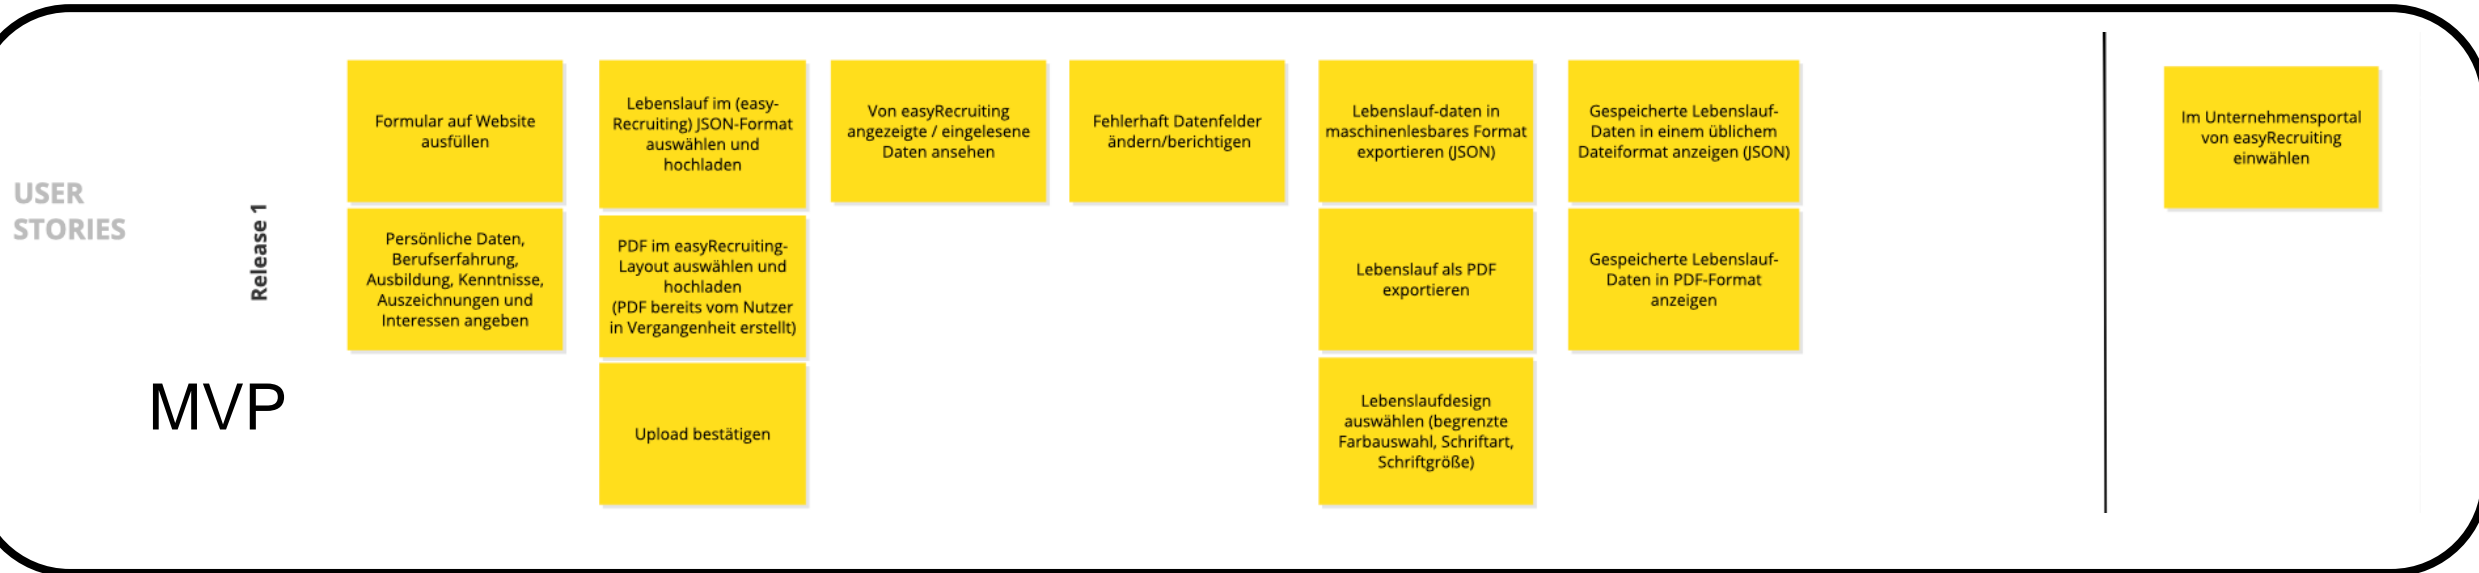 USER
STORIES
Release 1
MVP
Formular auf Website
ausfüllen
Persönliche Daten,
Berufserfahrung,
Ausbildung, Kenntnisse,
Auszeichnungen und
Interessen angeben
Lebenslauf im (easy-
Recruiting) JSON-Format
auswählen und
hochladen
PDF im easyRecruiting-
Layout auswählen und
hochladen
(PDF bereits vom Nutzer
in Vergangenheit erstellt)
Upload bestätigen
Von easyRecruiting
angezeigte / eingelesene
Daten ansehen
Fehlerhaft Datenfelder
ändern/berichtigen
Lebenslauf-daten in
maschinenlesbares Format
exportieren (JSON)
Lebenslauf als PDF
exportieren
Lebenslaufdesign
auswählen (begrenzte
Farbauswahl, Schriftart,
Schriftgröße)
Gespeicherte Lebenslauf-
Daten in einem üblichem
Dateiformat anzeigen (JSON)
Gespeicherte Lebenslauf-
Daten in PDF-Format
anzeigen
Im Unternehmensportal
von easyRecruiting
einwählen